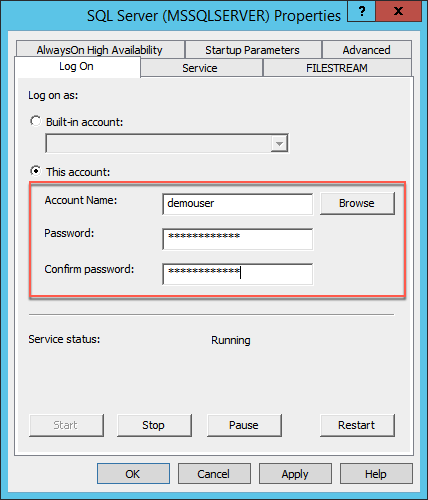 SQL Server (MSSQLSERVER) Properties
? X
AlwaysOn High Availability Startup Parameters Advanced
Log On Service FILESTREAM
Log on as:
Built-in account:
This account:
Account Name: demouser Browse
Password: ************
Confirm password: ************
Service status: Running
Start Stop Pause Restart
OK Cancel Apply Help